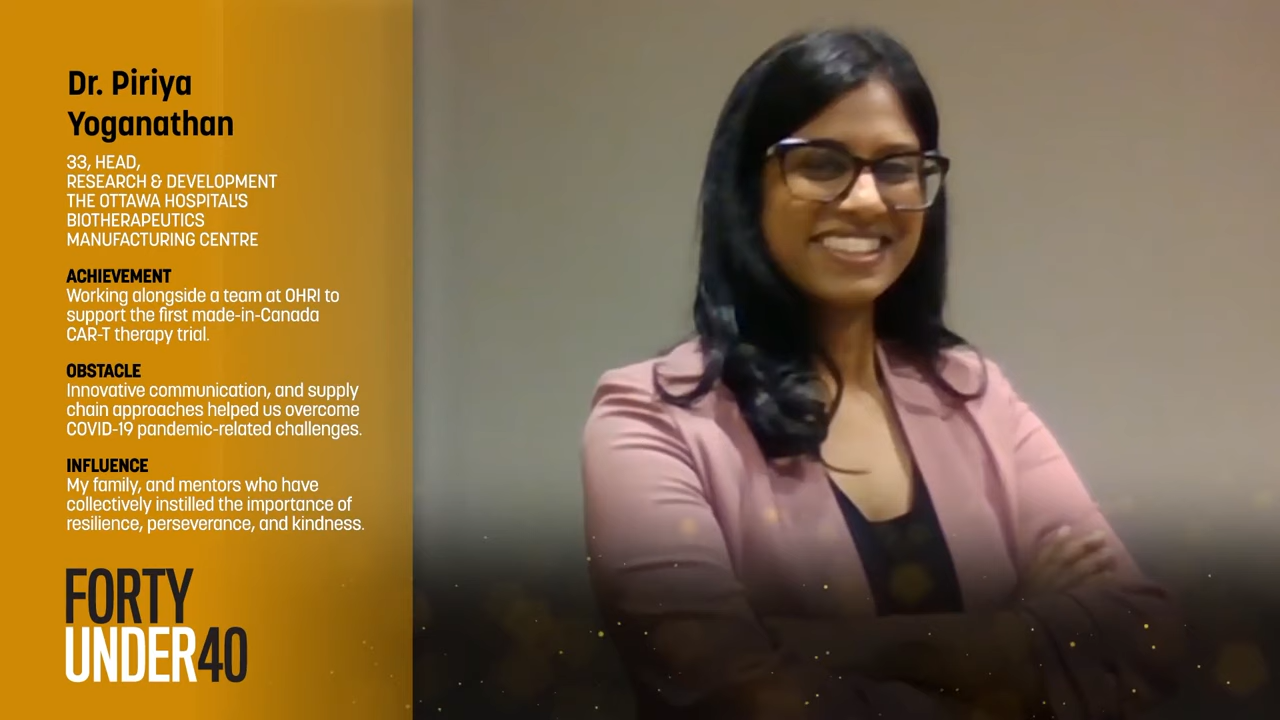 Dr. Piriya
Yoganathan
33, HEAD,
RESEARCH & DEVELOPMENT
THE OTTAWA HOSPITAL'S
BIOTHERAPEUTICS
MANUFACTURING CENTRE
ACHIEVEMENT
Working alongside a team at OHRI to
support the first made-in-Canada
CAR-T therapy trial.
OBSTACLE
Innovative communication, and supply
chain approaches helped us overcome
COVID-19 pandemic-related challenges.
INFLUENCE
My family, and mentors who have
collectively instilled the importance of
resilience, perseverance, and kindness.
FORTY
UNDER40